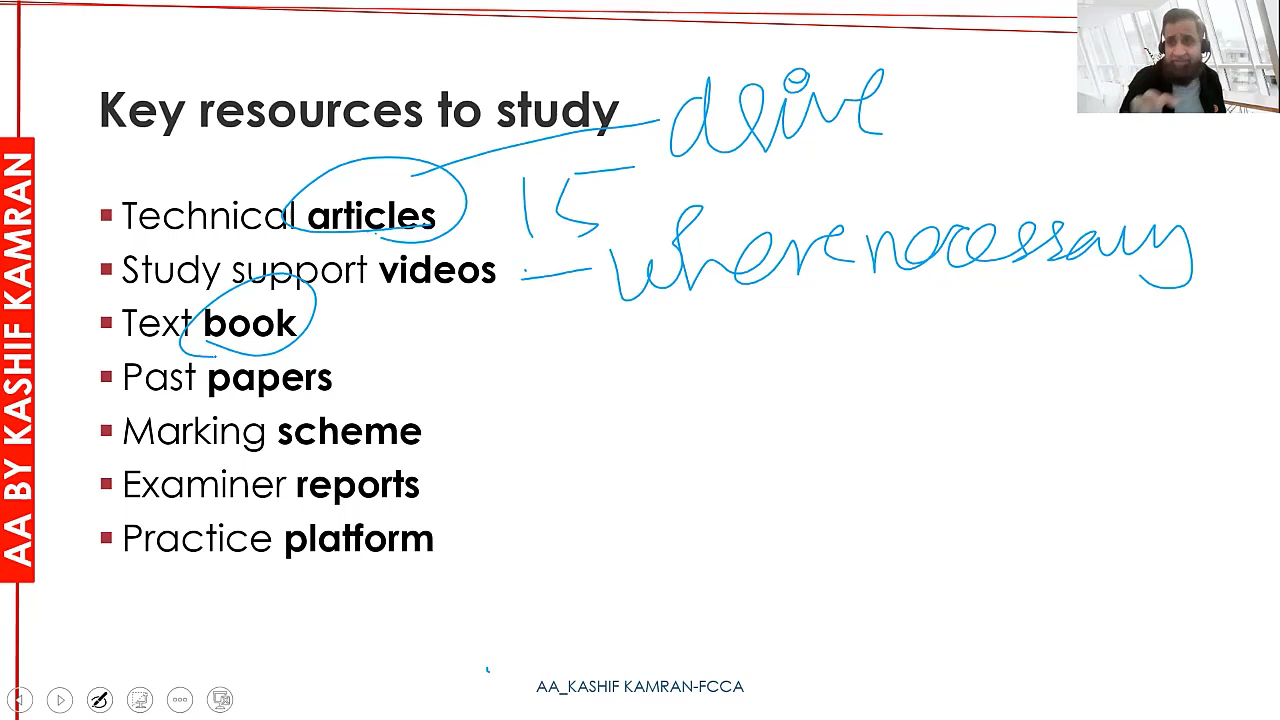 Key resources to study
drive
Technical articles
15
Study support videos
where necessary
Text book
Past papers
Marking scheme
Examiner reports
Practice platform
AA BY KASHIF KAMRAN
AA_KASHIF KAMRAN-FCCA